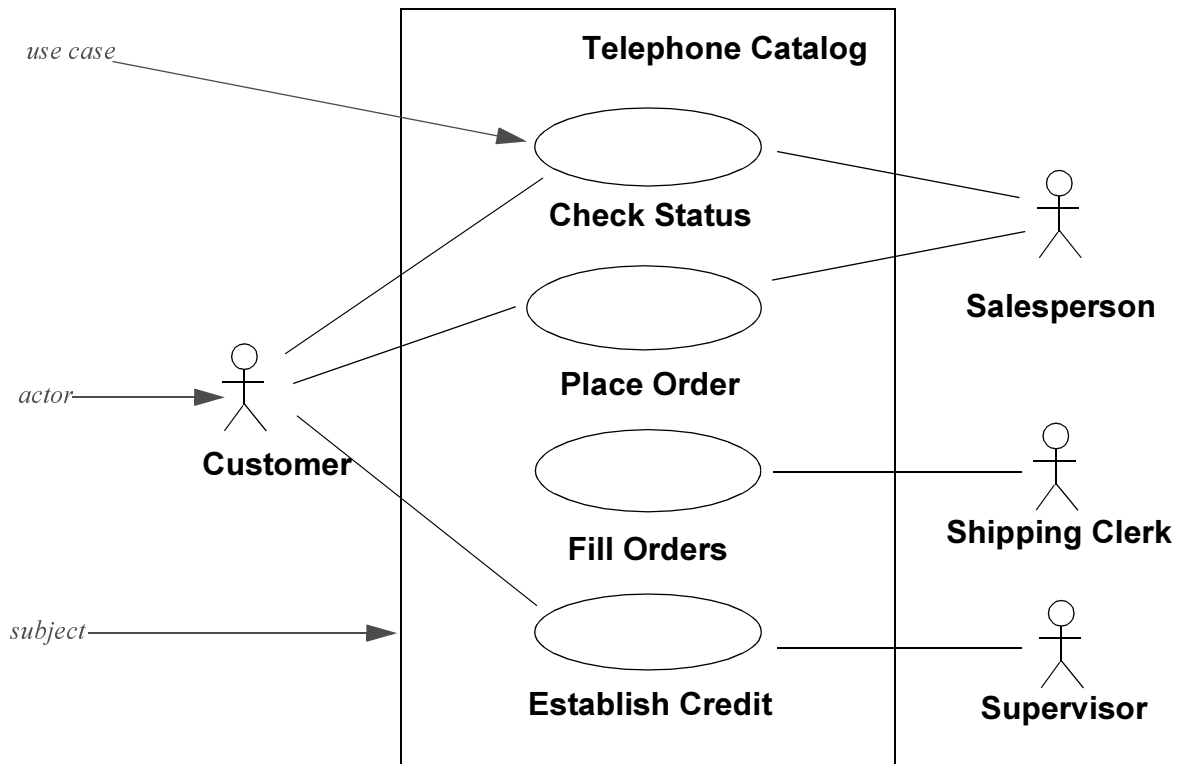 use case
Telephone Catalog
Check Status
Salesperson
Place Order
actor
Customer
Fill Orders
Shipping Clerk
subject
Establish Credit
Supervisor